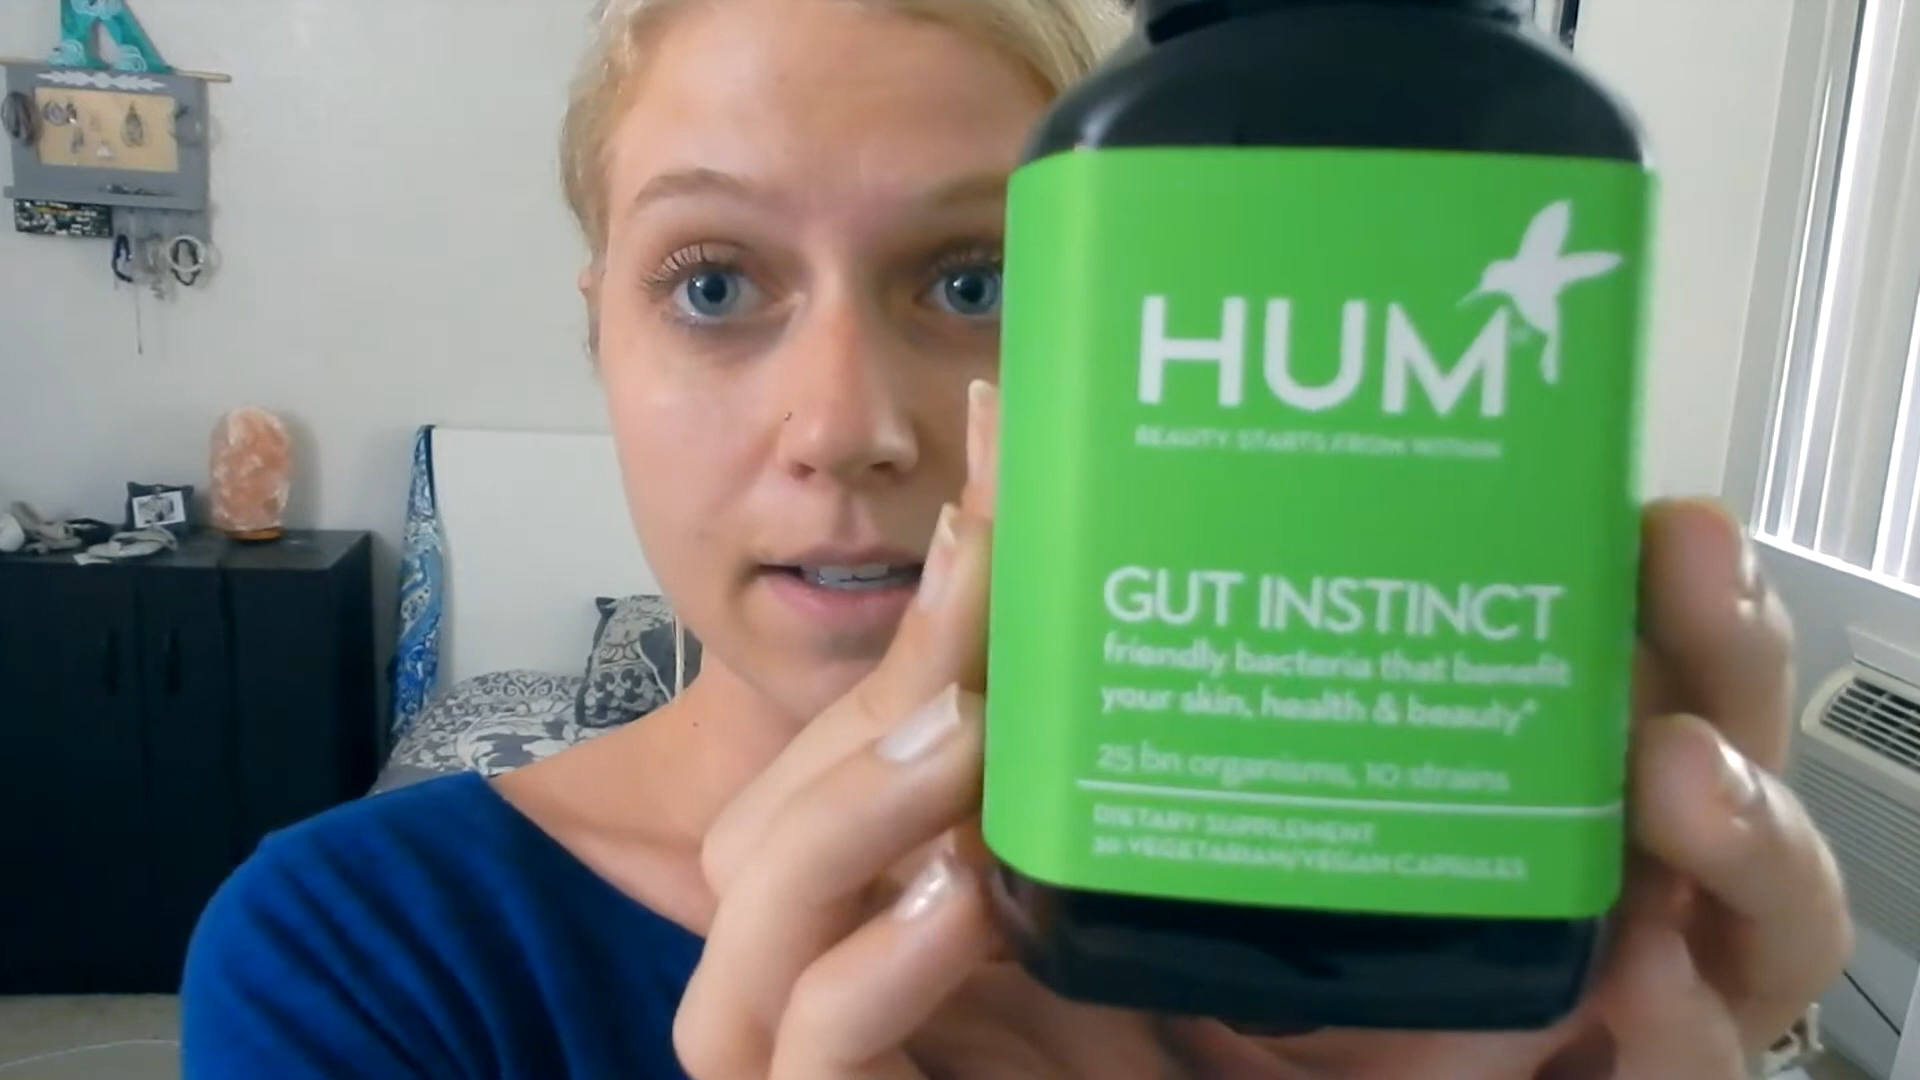 HUM
BEAUTY STARTS FROM WITHIN
GUT INSTINCT
friendly bacteria that benefit
your skin, health & beauty*
25 bn organisms, 10 strains
DIETARY SUPPLEMENT
30 VEGETARIAN/VEGAN CAPSULES